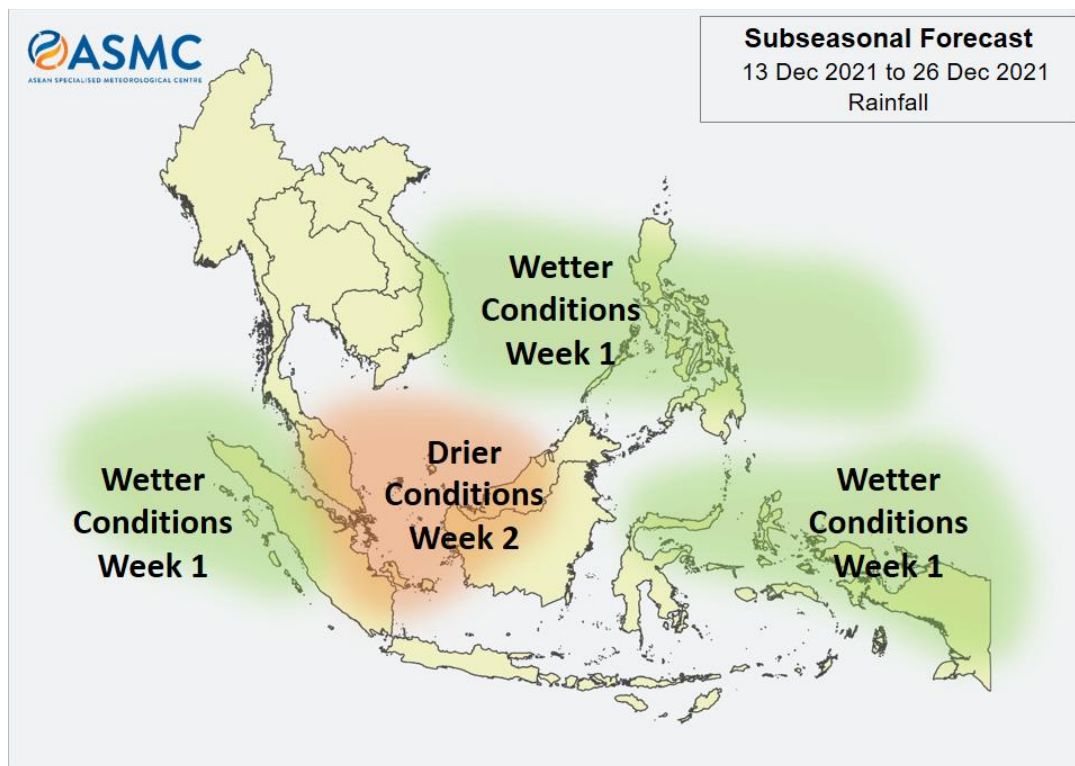 ASMC
ASEAN SPECIALISED METEOROLOGICAL CENTRE
Subseasonal Forecast
13 Dec 2021 to 26 Dec 2021
Rainfall
Wetter
Conditions
Week 1
Wetter
Conditions
Week 1
Drier
Conditions
Week 2
Wetter
Conditions
Week 1